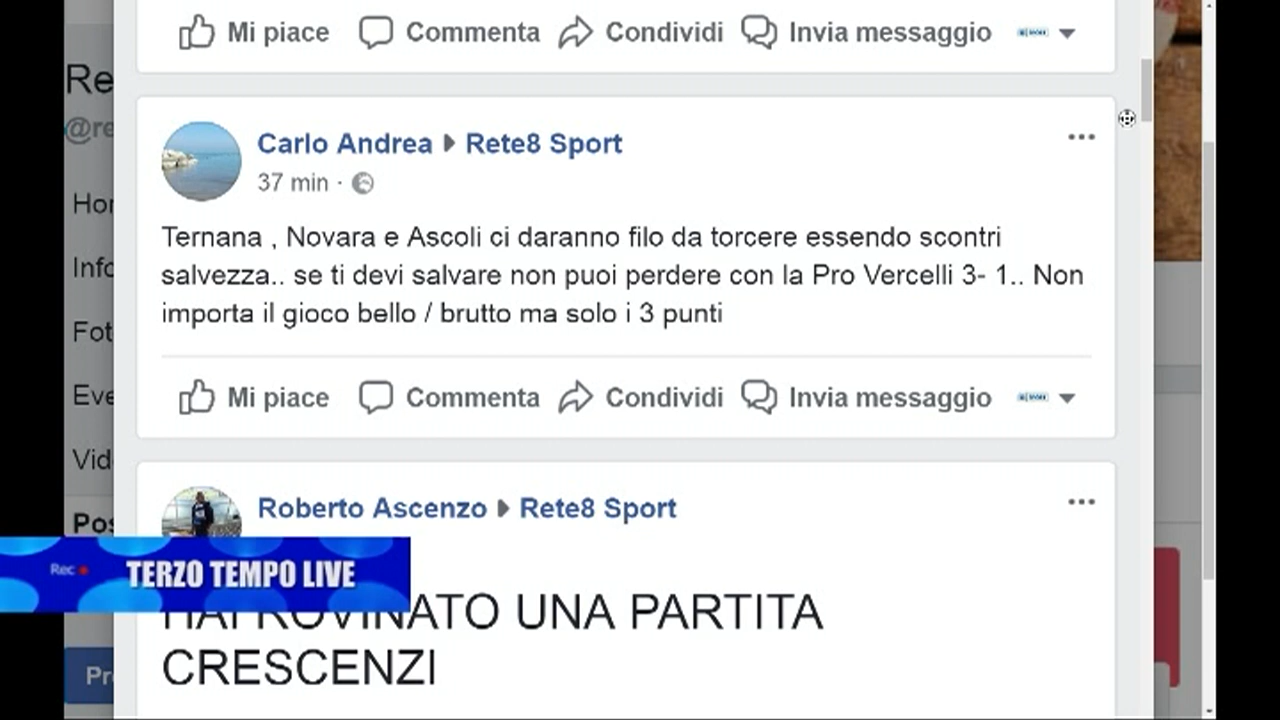 Mi piace Commenta Condividi Invia messaggio
Re
@re
Carlo Andrea Rete8 Sport
37 min ·
Hor
Info
Fot
Eve
Vid
Pos
Ternana , Novara e Ascoli ci daranno filo da torcere essendo scontri
salvezza.. se ti devi salvare non puoi perdere con la Pro Vercelli 3- 1.. Non
importa il gioco bello / brutto ma solo i 3 punti
Mi piace Commenta Condividi Invia messaggio
Roberto Ascenzo Rete8 Sport
Rec TERZO TEMPO LIVE
HAI ROVINATO UNA PARTITA
CRESCENZI
Pr